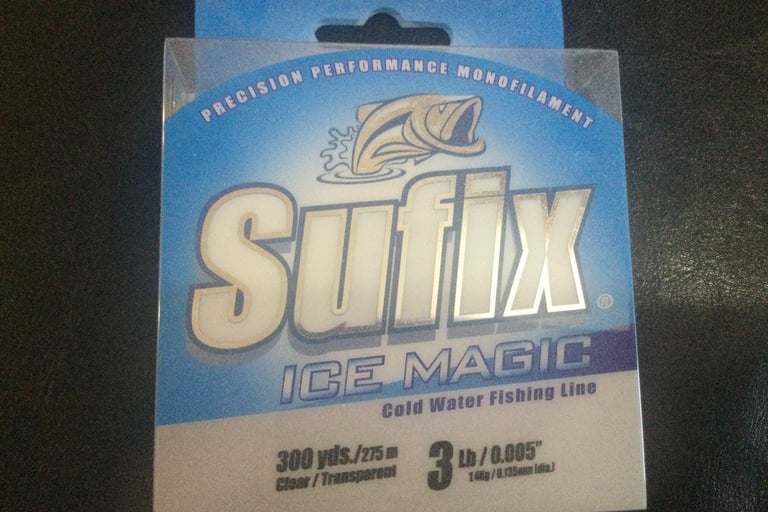 PRECISION PERFORMANCE MONOFILAMENT
Sufix®
ICE MAGIC
Cold Water Fishing Line
300 yds./275 m
Clear / Transparent
3 Lb / 0.005"
1.4Kg / 0.135mm (dia.)